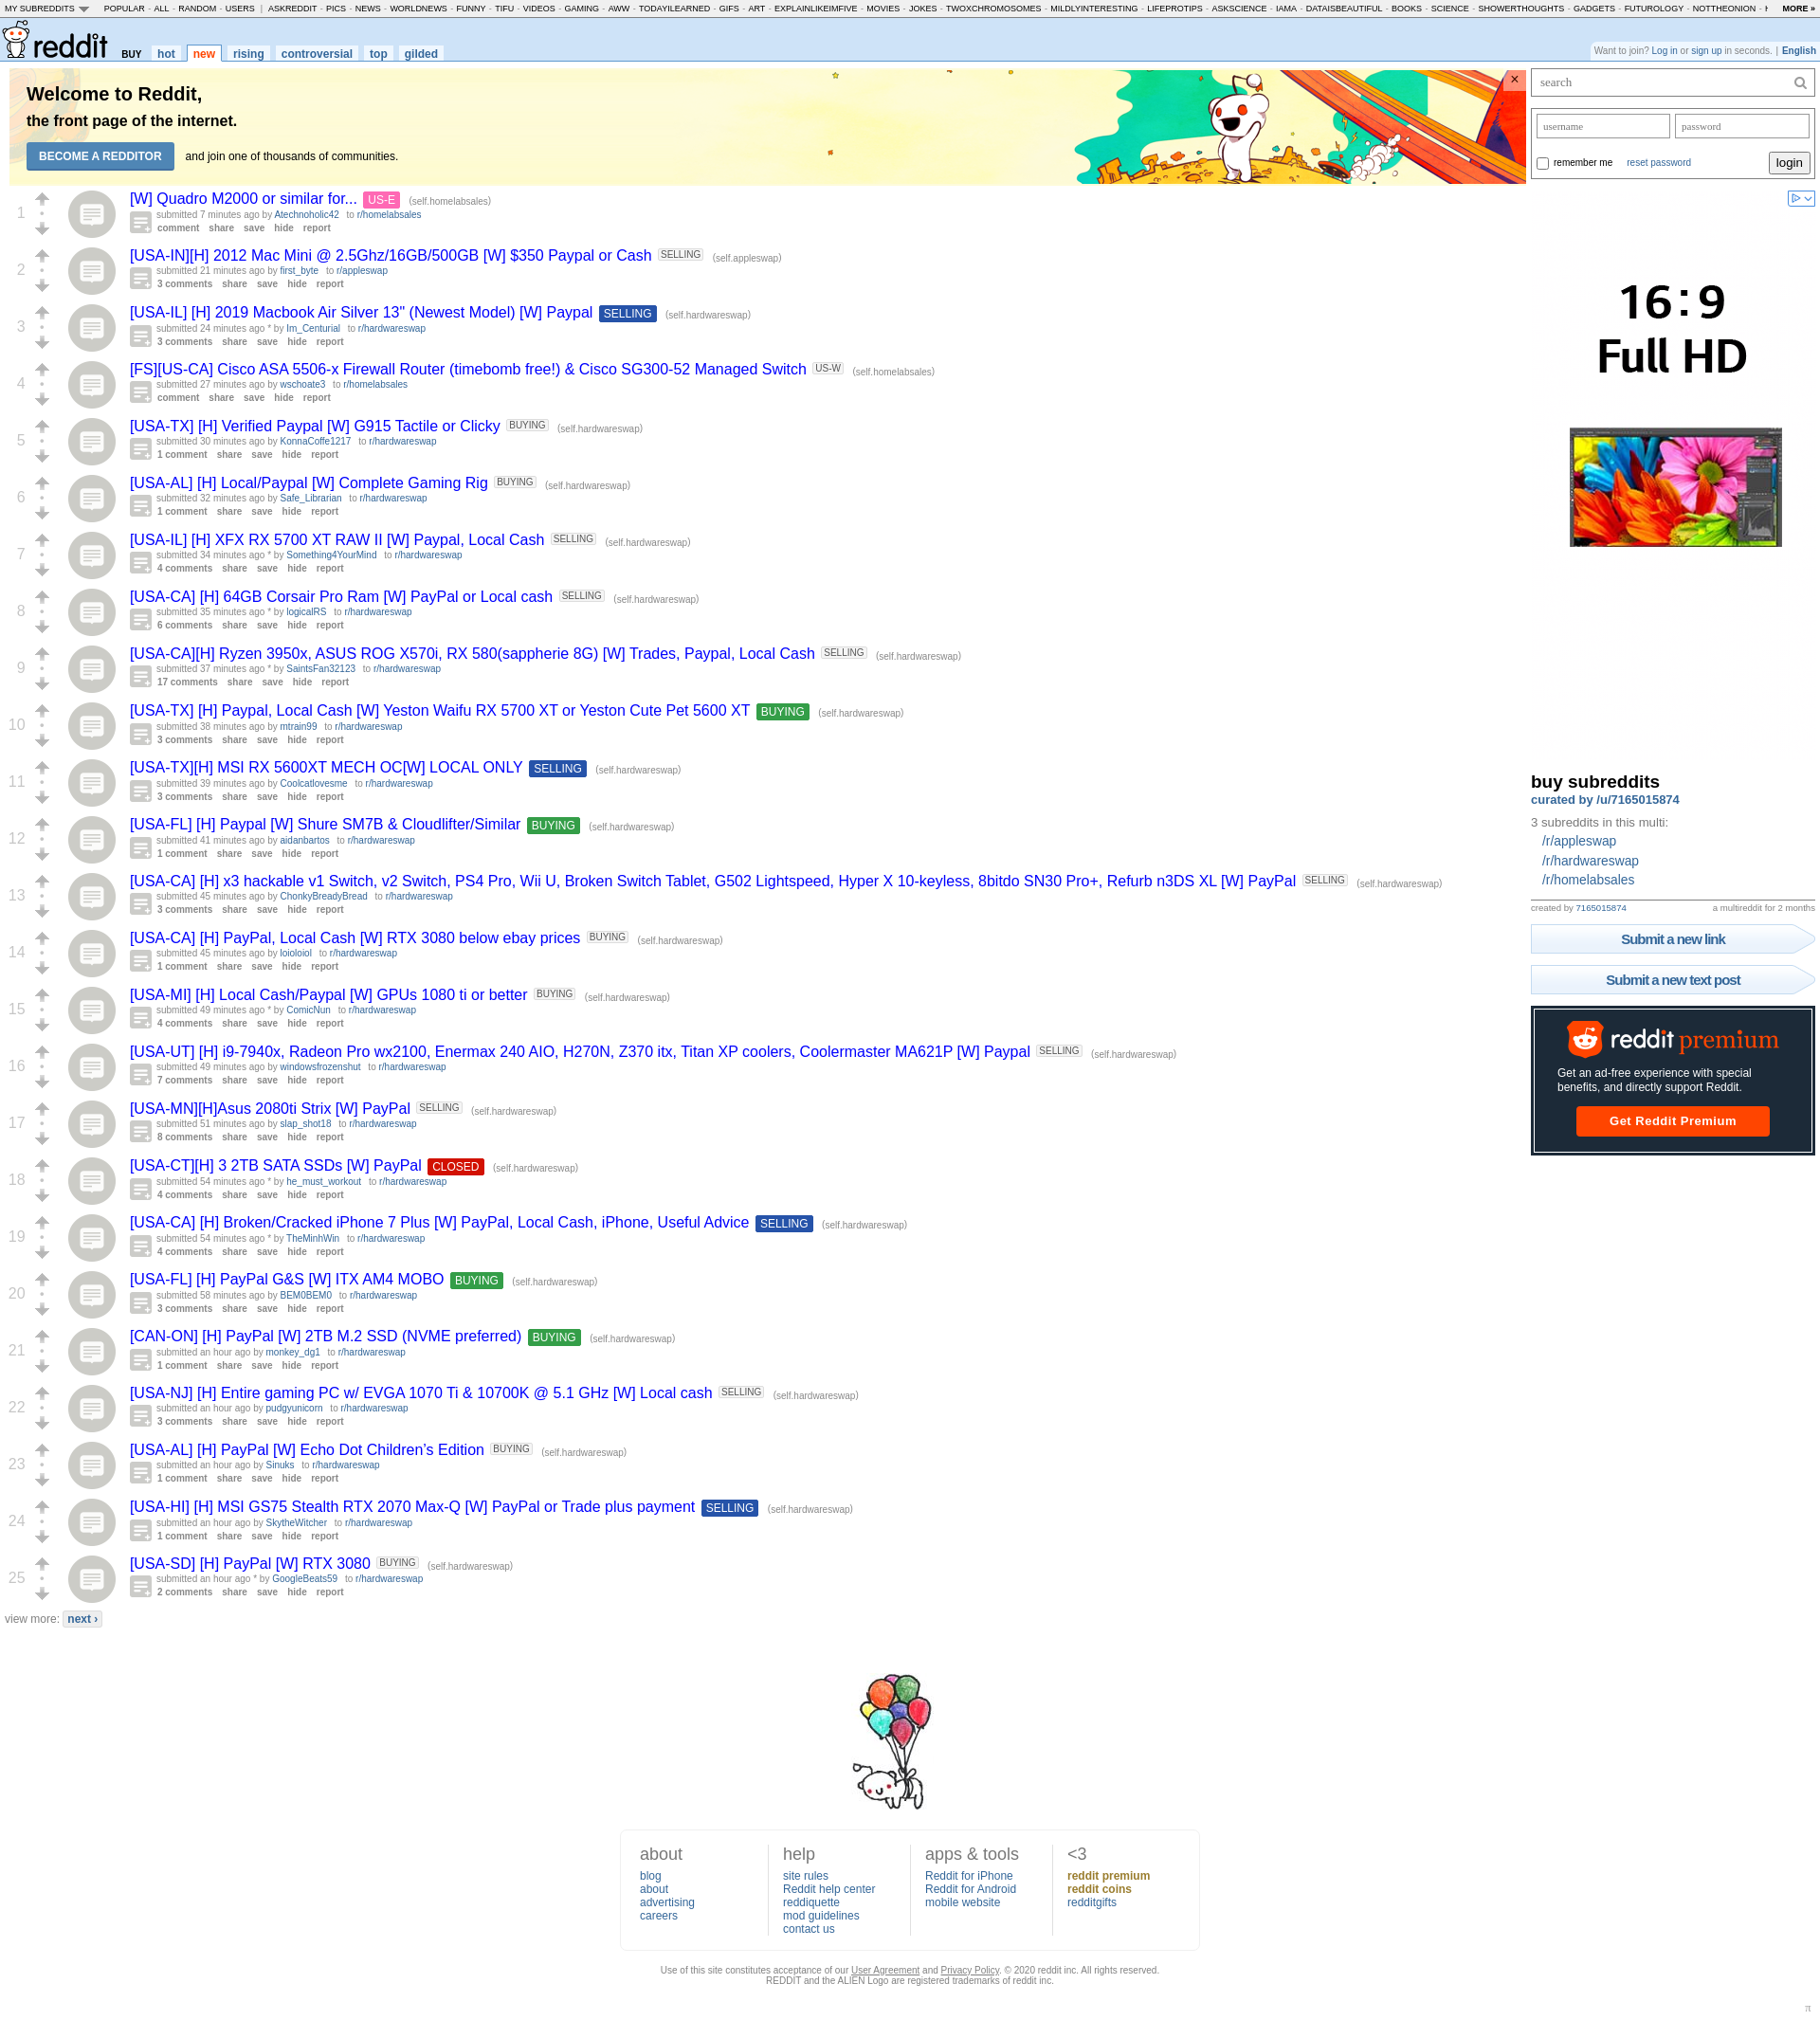 MY SUBREDDITS POPULAR - ALL - RANDOM - USERS | ASKREDDIT - PICS - NEWS - WORLDNEWS - FUNNY - TIFU - VIDEOS - GAMING - AWW - TODAYILEARNED - GIFS - ART - EXPLAINLIKEIMFIVE - MOVIES - JOKES - TWOXCHROMOSOMES - MILDLYINTERESTING - LIFEPROTIPS - ASKSCIENCE - IAMA - DATAISBEAUTIFUL - BOOKS - SCIENCE - SHOWERTHOUGHTS - GADGETS - FUTUROLOGY - NOTTHEONION - MORE »
reddit BUY hot new rising controversial top gilded
Want to join? Log in or sign up in seconds. | English
Welcome to Reddit,
the front page of the internet.
BECOME A REDDITOR and join one of thousands of communities.
×
search
username password
remember me reset password login
1
[W] Quadro M2000 or similar for... US-E (self.homelabsales)
submitted 7 minutes ago by Atechnoholic42 to r/homelabsales
comment share save hide report
2
[USA-IN][H] 2012 Mac Mini @ 2.5Ghz/16GB/500GB [W] $350 Paypal or Cash SELLING (self.appleswap)
submitted 21 minutes ago by first_byte to r/appleswap
3 comments share save hide report
3
[USA-IL] [H] 2019 Macbook Air Silver 13" (Newest Model) [W] Paypal SELLING (self.hardwareswap)
submitted 24 minutes ago * by Im_Centurial to r/hardwareswap
3 comments share save hide report
4
[FS][US-CA] Cisco ASA 5506-x Firewall Router (timebomb free!) & Cisco SG300-52 Managed Switch US-W (self.homelabsales)
submitted 27 minutes ago by wschoate3 to r/homelabsales
comment share save hide report
5
[USA-TX] [H] Verified Paypal [W] G915 Tactile or Clicky BUYING (self.hardwareswap)
submitted 30 minutes ago by KonnaCoffe1217 to r/hardwareswap
1 comment share save hide report
6
[USA-AL] [H] Local/Paypal [W] Complete Gaming Rig BUYING (self.hardwareswap)
submitted 32 minutes ago by Safe_Librarian to r/hardwareswap
1 comment share save hide report
7
[USA-IL] [H] XFX RX 5700 XT RAW II [W] Paypal, Local Cash SELLING (self.hardwareswap)
submitted 34 minutes ago * by Something4YourMind to r/hardwareswap
4 comments share save hide report
8
[USA-CA] [H] 64GB Corsair Pro Ram [W] PayPal or Local cash SELLING (self.hardwareswap)
submitted 35 minutes ago * by logicalRS to r/hardwareswap
6 comments share save hide report
9
[USA-CA][H] Ryzen 3950x, ASUS ROG X570i, RX 580(sappherie 8G) [W] Trades, Paypal, Local Cash SELLING (self.hardwareswap)
submitted 37 minutes ago * by SaintsFan32123 to r/hardwareswap
17 comments share save hide report
10
[USA-TX] [H] Paypal, Local Cash [W] Yeston Waifu RX 5700 XT or Yeston Cute Pet 5600 XT BUYING (self.hardwareswap)
submitted 38 minutes ago by mtrain99 to r/hardwareswap
3 comments share save hide report
11
[USA-TX][H] MSI RX 5600XT MECH OC[W] LOCAL ONLY SELLING (self.hardwareswap)
submitted 39 minutes ago by Coolcatlovesme to r/hardwareswap
3 comments share save hide report
12
[USA-FL] [H] Paypal [W] Shure SM7B & Cloudlifter/Similar BUYING (self.hardwareswap)
submitted 41 minutes ago by aidanbartos to r/hardwareswap
1 comment share save hide report
13
[USA-CA] [H] x3 hackable v1 Switch, v2 Switch, PS4 Pro, Wii U, Broken Switch Tablet, G502 Lightspeed, Hyper X 10-keyless, 8bitdo SN30 Pro+, Refurb n3DS XL [W] PayPal SELLING (self.hardwareswap)
submitted 45 minutes ago by ChonkyBreadyBread to r/hardwareswap
3 comments share save hide report
14
[USA-CA] [H] PayPal, Local Cash [W] RTX 3080 below ebay prices BUYING (self.hardwareswap)
submitted 45 minutes ago by loioloiol to r/hardwareswap
1 comment share save hide report
15
[USA-MI] [H] Local Cash/Paypal [W] GPUs 1080 ti or better BUYING (self.hardwareswap)
submitted 49 minutes ago * by ComicNun to r/hardwareswap
4 comments share save hide report
16
[USA-UT] [H] i9-7940x, Radeon Pro wx2100, Enermax 240 AIO, H270N, Z370 itx, Titan XP coolers, Coolermaster MA621P [W] Paypal SELLING (self.hardwareswap)
submitted 49 minutes ago by windowsfrozenshut to r/hardwareswap
7 comments share save hide report
17
[USA-MN][H]Asus 2080ti Strix [W] PayPal SELLING (self.hardwareswap)
submitted 51 minutes ago by slap_shot18 to r/hardwareswap
8 comments share save hide report
18
[USA-CT][H] 3 2TB SATA SSDs [W] PayPal CLOSED (self.hardwareswap)
submitted 54 minutes ago * by he_must_workout to r/hardwareswap
4 comments share save hide report
19
[USA-CA] [H] Broken/Cracked iPhone 7 Plus [W] PayPal, Local Cash, iPhone, Useful Advice SELLING (self.hardwareswap)
submitted 54 minutes ago * by TheMinhWin to r/hardwareswap
4 comments share save hide report
20
[USA-FL] [H] PayPal G&S [W] ITX AM4 MOBO BUYING (self.hardwareswap)
submitted 58 minutes ago by BEM0BEM0 to r/hardwareswap
3 comments share save hide report
21
[CAN-ON] [H] PayPal [W] 2TB M.2 SSD (NVME preferred) BUYING (self.hardwareswap)
submitted an hour ago by monkey_dg1 to r/hardwareswap
1 comment share save hide report
22
[USA-NJ] [H] Entire gaming PC w/ EVGA 1070 Ti & 10700K @ 5.1 GHz [W] Local cash SELLING (self.hardwareswap)
submitted an hour ago by pudgyunicorn to r/hardwareswap
3 comments share save hide report
23
[USA-AL] [H] PayPal [W] Echo Dot Children’s Edition BUYING (self.hardwareswap)
submitted an hour ago by Sinuks to r/hardwareswap
1 comment share save hide report
24
[USA-HI] [H] MSI GS75 Stealth RTX 2070 Max-Q [W] PayPal or Trade plus payment SELLING (self.hardwareswap)
submitted an hour ago by SkytheWitcher to r/hardwareswap
1 comment share save hide report
25
[USA-SD] [H] PayPal [W] RTX 3080 BUYING (self.hardwareswap)
submitted an hour ago * by GoogleBeats59 to r/hardwareswap
2 comments share save hide report
view more: next ›
16:9
Full HD
buy subreddits
curated by /u/7165015874
3 subreddits in this multi:
/r/appleswap
/r/hardwareswap
/r/homelabsales
created by 7165015874 a multireddit for 2 months
Submit a new link
Submit a new text post
reddit premium
Get an ad-free experience with special
benefits, and directly support Reddit.
Get Reddit Premium
about
blog
about
advertising
careers
help
site rules
Reddit help center
reddiquette
mod guidelines
contact us
apps & tools
Reddit for iPhone
Reddit for Android
mobile website
<3
reddit premium
reddit coins
redditgifts
Use of this site constitutes acceptance of our User Agreement and Privacy Policy. © 2020 reddit inc. All rights reserved.
REDDIT and the ALIEN Logo are registered trademarks of reddit inc.
π